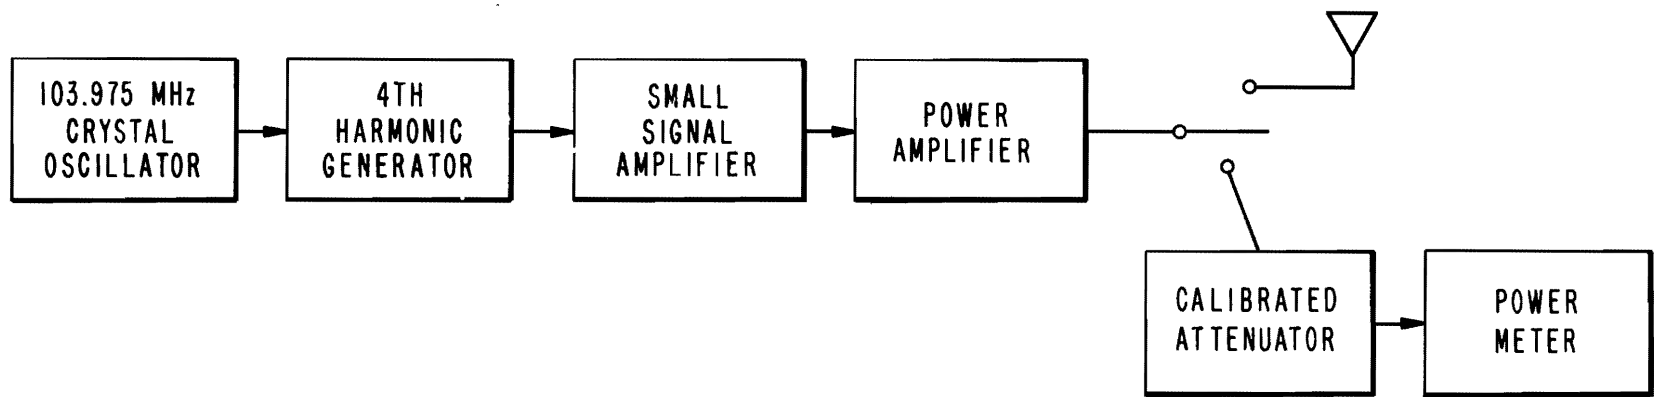 103.975 MHz
CRYSTAL
OSCILLATOR
4TH
HARMONIC
GENERATOR
SMALL
SIGNAL
AMPLIFIER
POWER
AMPLIFIER
CALIBRATED
ATTENUATOR
POWER
METER